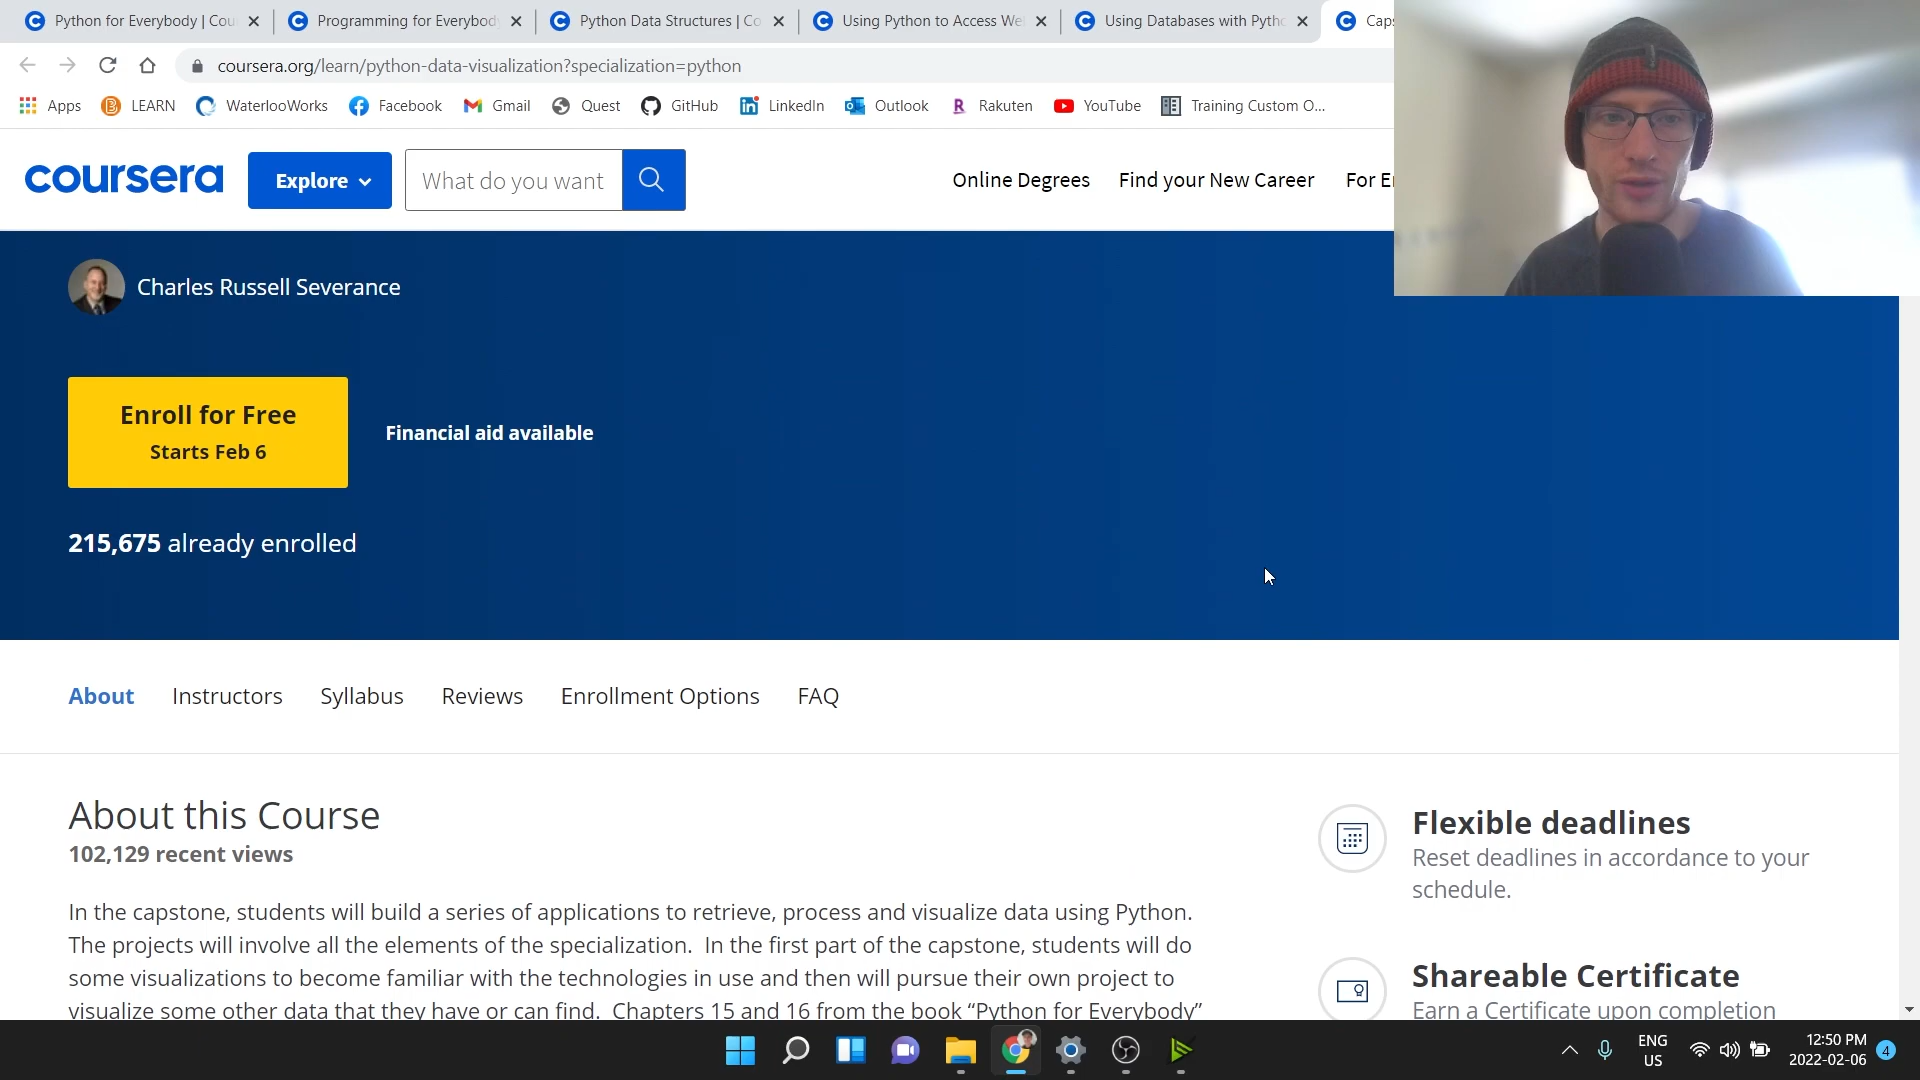 Python for Everybody | Cou
Programming for Everybody
Python Data Structures | Co
Using Python to Access We
Using Databases with Pytho
Caps
coursera.org/learn/python-data-visualization?specialization=python
Apps
LEARN
WaterlooWorks
Facebook
Gmail
Quest
GitHub
LinkedIn
Outlook
Rakuten
YouTube
Training Custom O...
coursera
Explore
What do you want
Online Degrees
Find your New Career
For En
Charles Russell Severance
Enroll for Free
Starts Feb 6
Financial aid available
215,675 already enrolled
About
Instructors
Syllabus
Reviews
Enrollment Options
FAQ
About this Course
102,129 recent views
In the capstone, students will build a series of applications to retrieve, process and visualize data using Python.
The projects will involve all the elements of the specialization. In the first part of the capstone, students will do
some visualizations to become familiar with the technologies in use and then will pursue their own project to
visualize some other data that they have or can find. Chapters 15 and 16 from the book “Python for Everybody”
Flexible deadlines
Reset deadlines in accordance to your
schedule.
Shareable Certificate
Earn a Certificate upon completion
ENG
US
12:50 PM
2022-02-06
4